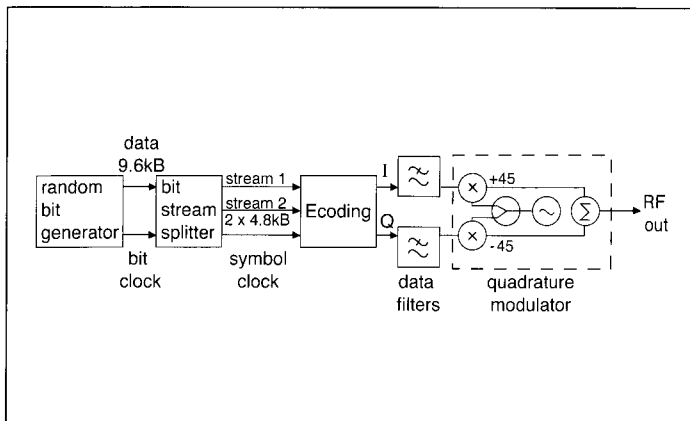 data
9.6kB
random
bit
generator
bit
clock
bit
stream
splitter
stream 1
stream 2
2 x 4.8kB
symbol
clock
Ecoding
I
Q
data
filters
+45
-45
quadrature
modulator
RF
out